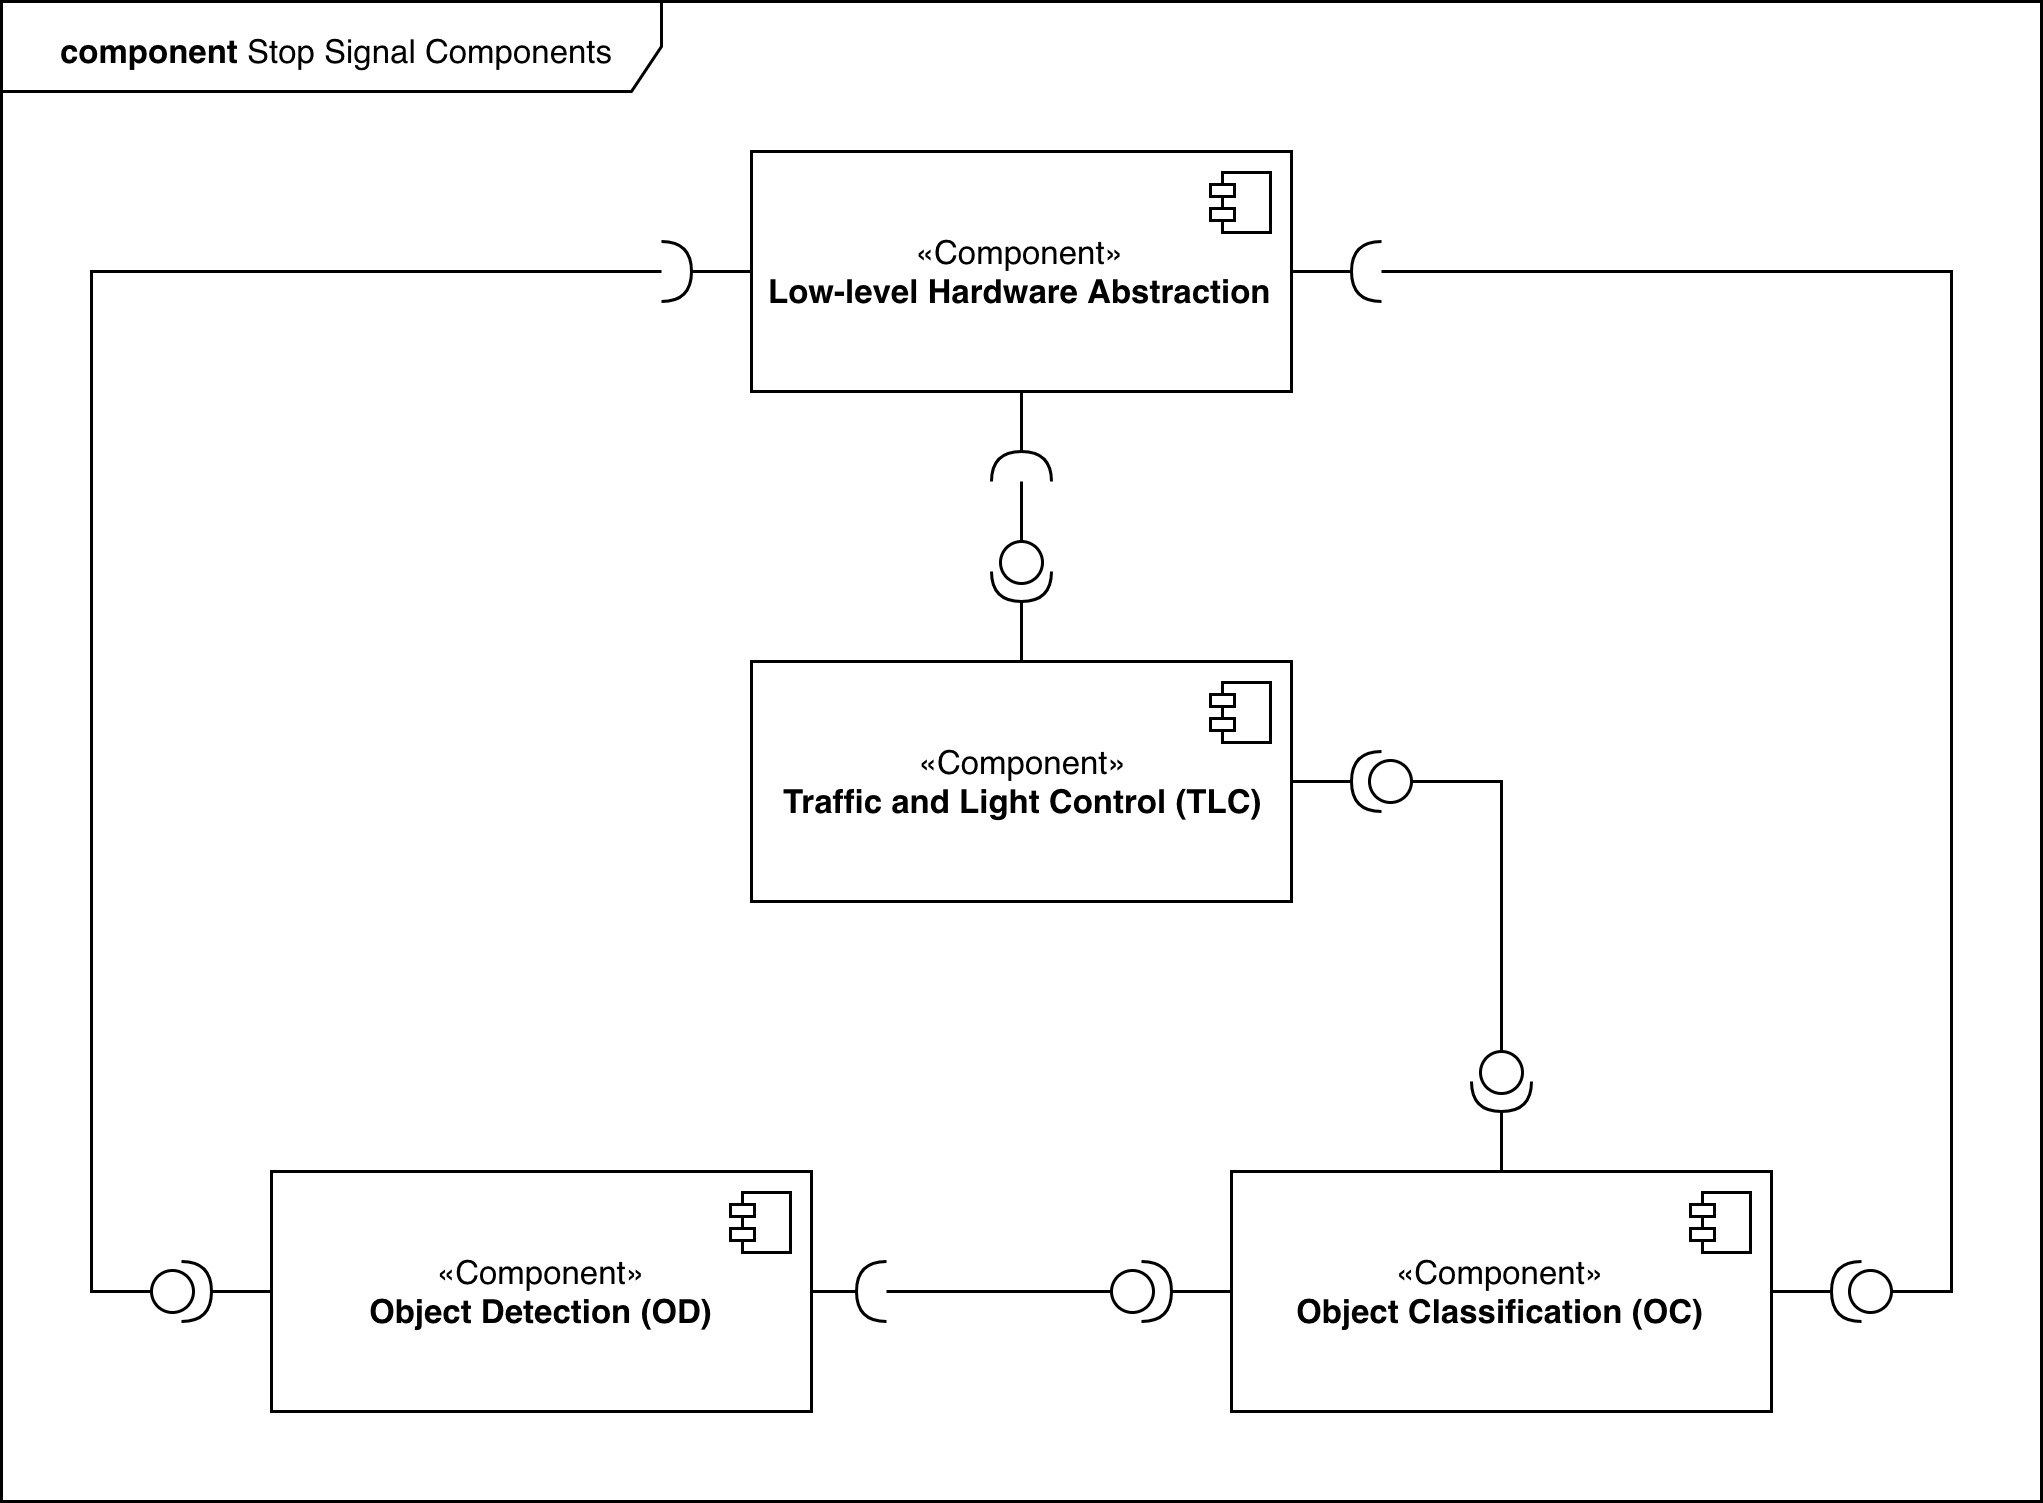 component Stop Signal Components
«Component»
Low-level Hardware Abstraction
«Component»
Traffic and Light Control (TLC)
«Component»
Object Detection (OD)
«Component»
Object Classification (OC)